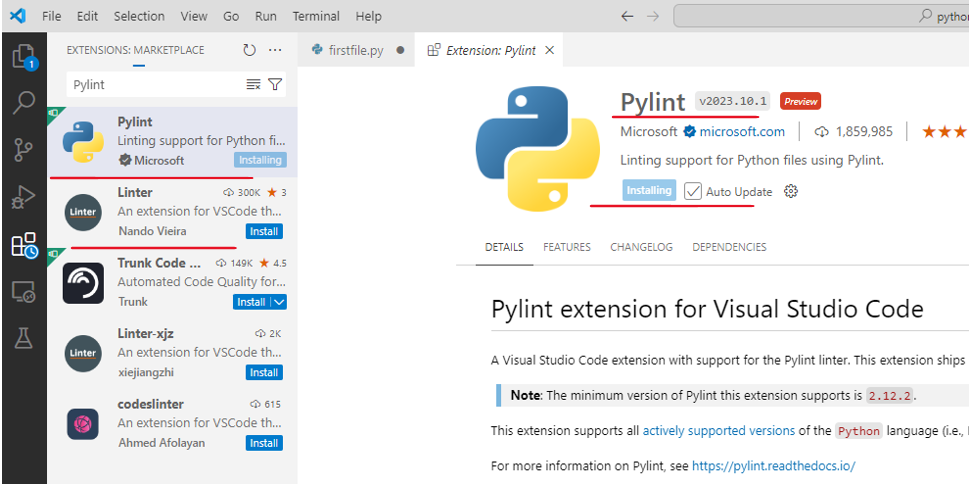 File Edit Selection View Go Run Terminal Help
EXTENSIONS: MARKETPLACE
Pylint
Pylint
Linting support for Python fi...
Microsoft Installing
Linter 300K 3
An extension for VSCode th...
Nando Vieira Install
Trunk Code ... 149K 4.5
Automated Code Quality for...
Trunk Install
Linter-xjz 2K
An extension for VSCode th...
xiejiangzhi Install
codeslinter 615
An extension for VSCode th...
Ahmed Afolayan Install
1
firstfile.py
Extension: Pylint
Pylint v2023.10.1 Preview
Microsoft microsoft.com 1,859,985
Linting support for Python files using Pylint.
Installing Auto Update
DETAILS FEATURES CHANGELOG DEPENDENCIES
Pylint extension for Visual Studio Code
A Visual Studio Code extension with support for the Pylint linter. This extension ships
Note: The minimum version of Pylint this extension supports is 2.12.2.
This extension supports all actively supported versions of the Python language (i.e.,
For more information on Pylint, see https://pylint.readthedocs.io/